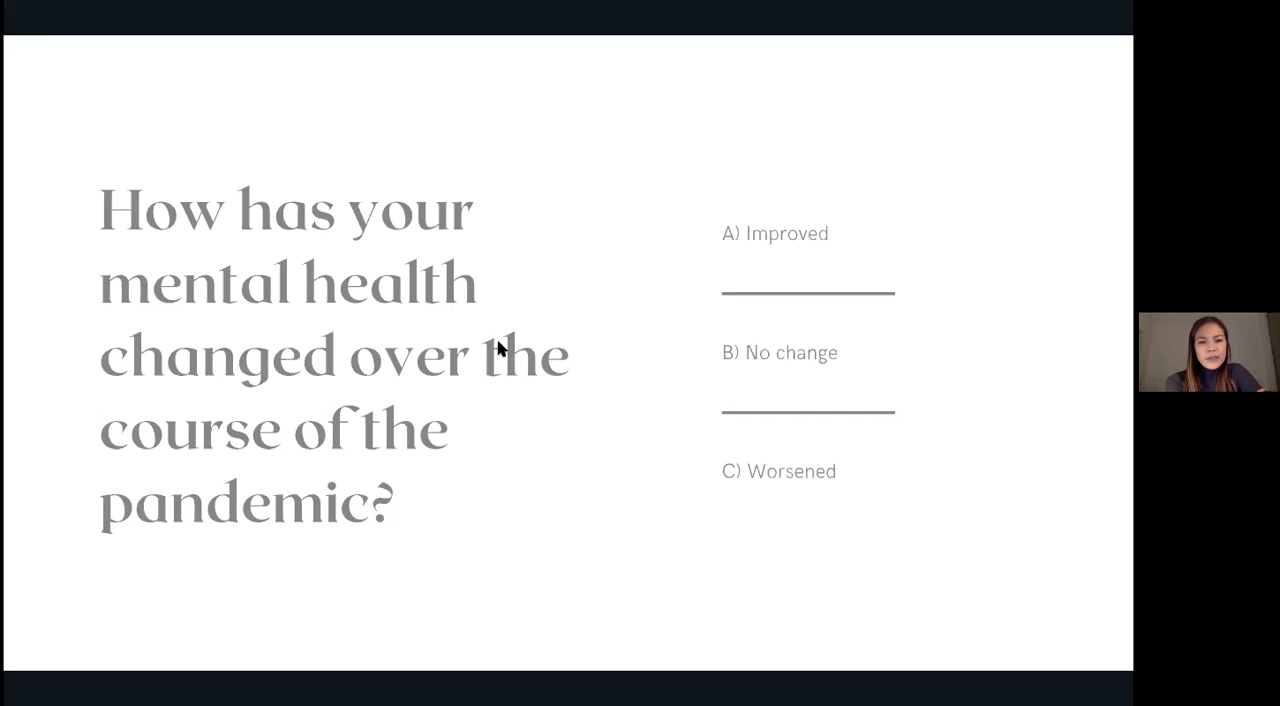 How has your
mental health
changed over the
course of the
pandemic?
A) Improved
B) No change
C) Worsened